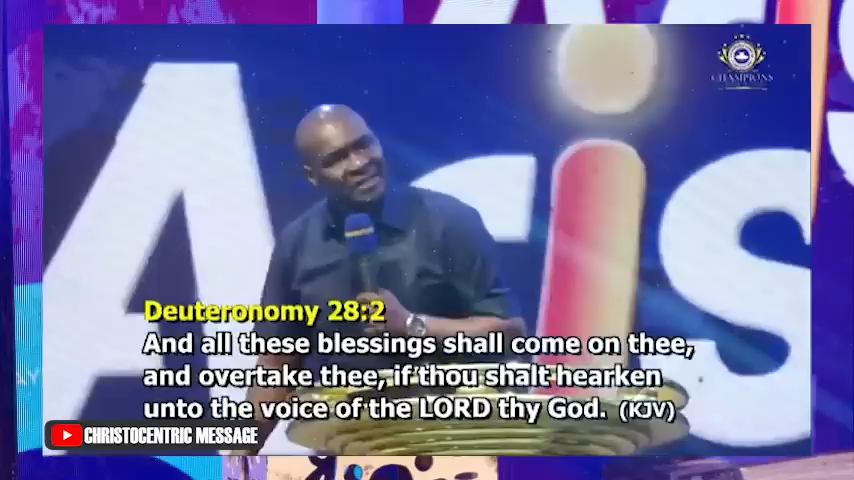 CHAMPIONS
Deuteronomy 28:2
And all these blessings shall come on thee,
and overtake thee, if thou shalt hearken
unto the voice of the LORD thy God. (KJV)
CHRISTOCENTRIC MESSAGE